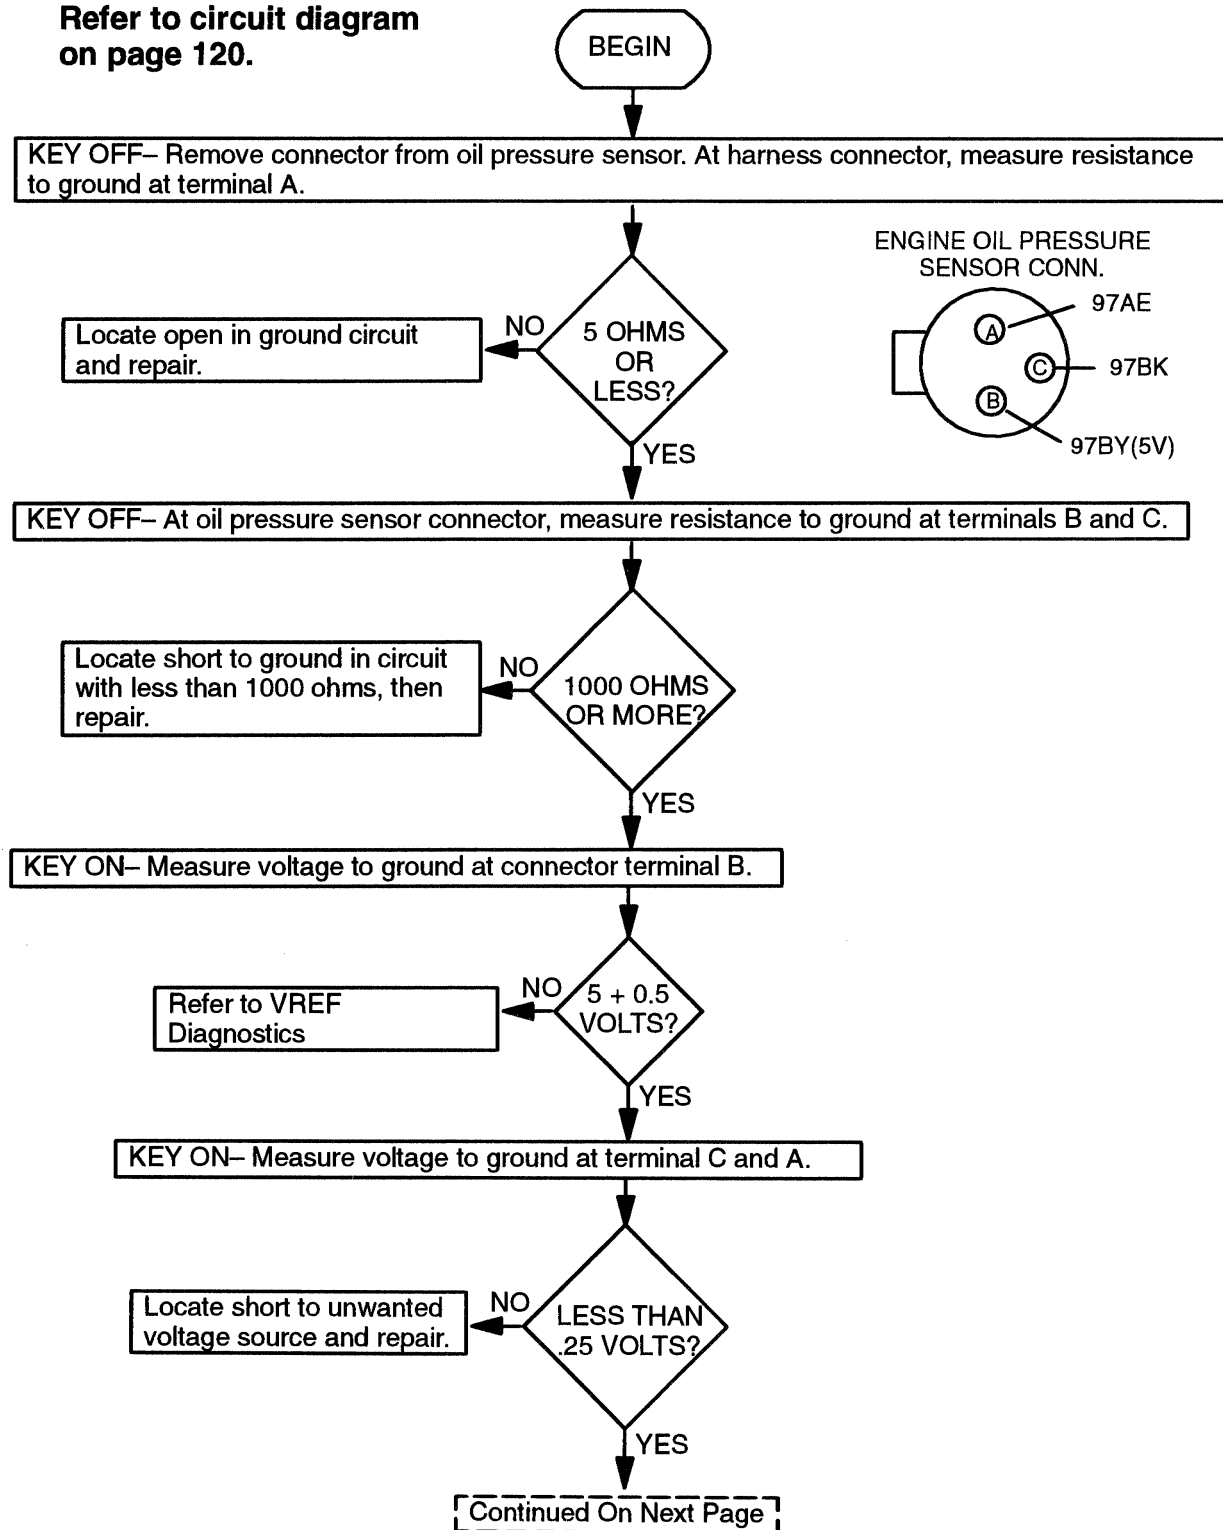 Refer to circuit diagram
on page 120.
BEGIN
KEY OFF– Remove connector from oil pressure sensor. At harness connector, measure resistance
to ground at terminal A.
ENGINE OIL PRESSURE
SENSOR CONN.
A
97AE
C
97BK
B
97BY(5V)
5 OHMS
OR
LESS?
NO
Locate open in ground circuit
and repair.
YES
KEY OFF– At oil pressure sensor connector, measure resistance to ground at terminals B and C.
1000 OHMS
OR MORE?
NO
Locate short to ground in circuit
with less than 1000 ohms, then
repair.
YES
KEY ON– Measure voltage to ground at connector terminal B.
5 + 0.5
VOLTS?
NO
Refer to VREF
Diagnostics
YES
KEY ON– Measure voltage to ground at terminal C and A.
LESS THAN
.25 VOLTS?
NO
Locate short to unwanted
voltage source and repair.
YES
Continued On Next Page